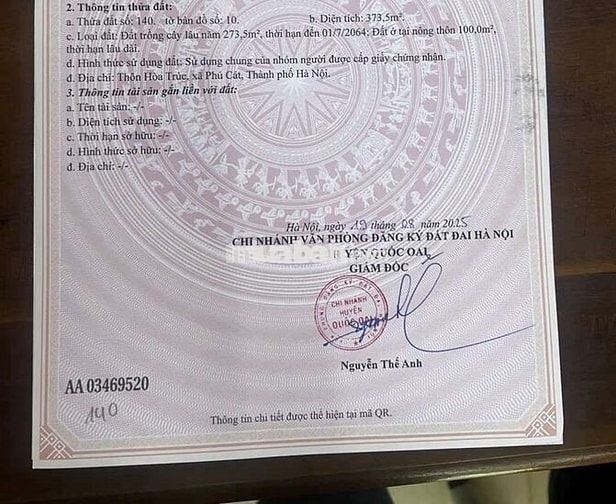 2. Thông tin thửa đất:
a. Thửa đất số: 140. tờ bản đồ số: 10. b. Diện tích: 373,5m².
c. Loại đất: Đất trồng cây lâu năm 273,5m², thời hạn đến 01/7/2064; Đất ở tại nông thôn 100,0m²,
thời hạn lâu dài.
d. Hình thức sử dụng đất: Sử dụng chung của nhóm người được cấp giấy chứng nhận.
đ. Địa chỉ: Thôn Hòa Trúc, xã Phú Cát, Thành phố Hà Nội.
3. Thông tin tài sản gắn liền với đất:
a. Tên tài sản: -/-
b. Diện tích sử dụng: -/-
c. Thời hạn sở hữu: -/-
d. Hình thức sở hữu: -/-
đ. Địa chỉ: -/-
Hà Nội, ngày 19 tháng 08 năm 2025
CHI NHÁNH VĂN PHÒNG ĐĂNG KÝ ĐẤT ĐAI HÀ NỘI
HUYỆN QUỐC OAI
GIÁM ĐỐC
CHI NHÁNH
HUYỆN
QUỐC OAI
Nguyễn Thế Anh
AA 03469520
140
Thông tin chi tiết được thể hiện tại mã QR.